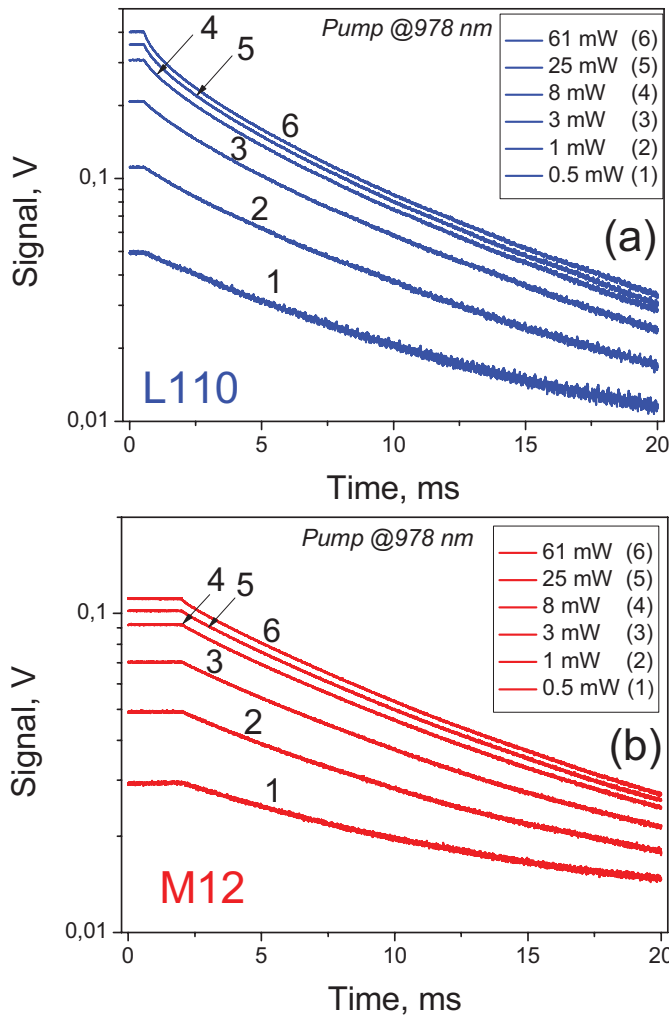 Pump @978 nm
61 mW (6)
25 mW (5)
8 mW (4)
3 mW (3)
1 mW (2)
0.5 mW (1)
4
5
6
3
2
1
(a)
L110
Signal, V
0,1
0,01
0 5 10 15 20
Time, ms
Pump @978 nm
61 mW (6)
25 mW (5)
8 mW (4)
3 mW (3)
1 mW (2)
0.5 mW (1)
4
5
6
3
2
1
(b)
M12
Signal, V
0,1
0,01
0 5 10 15 20
Time, ms